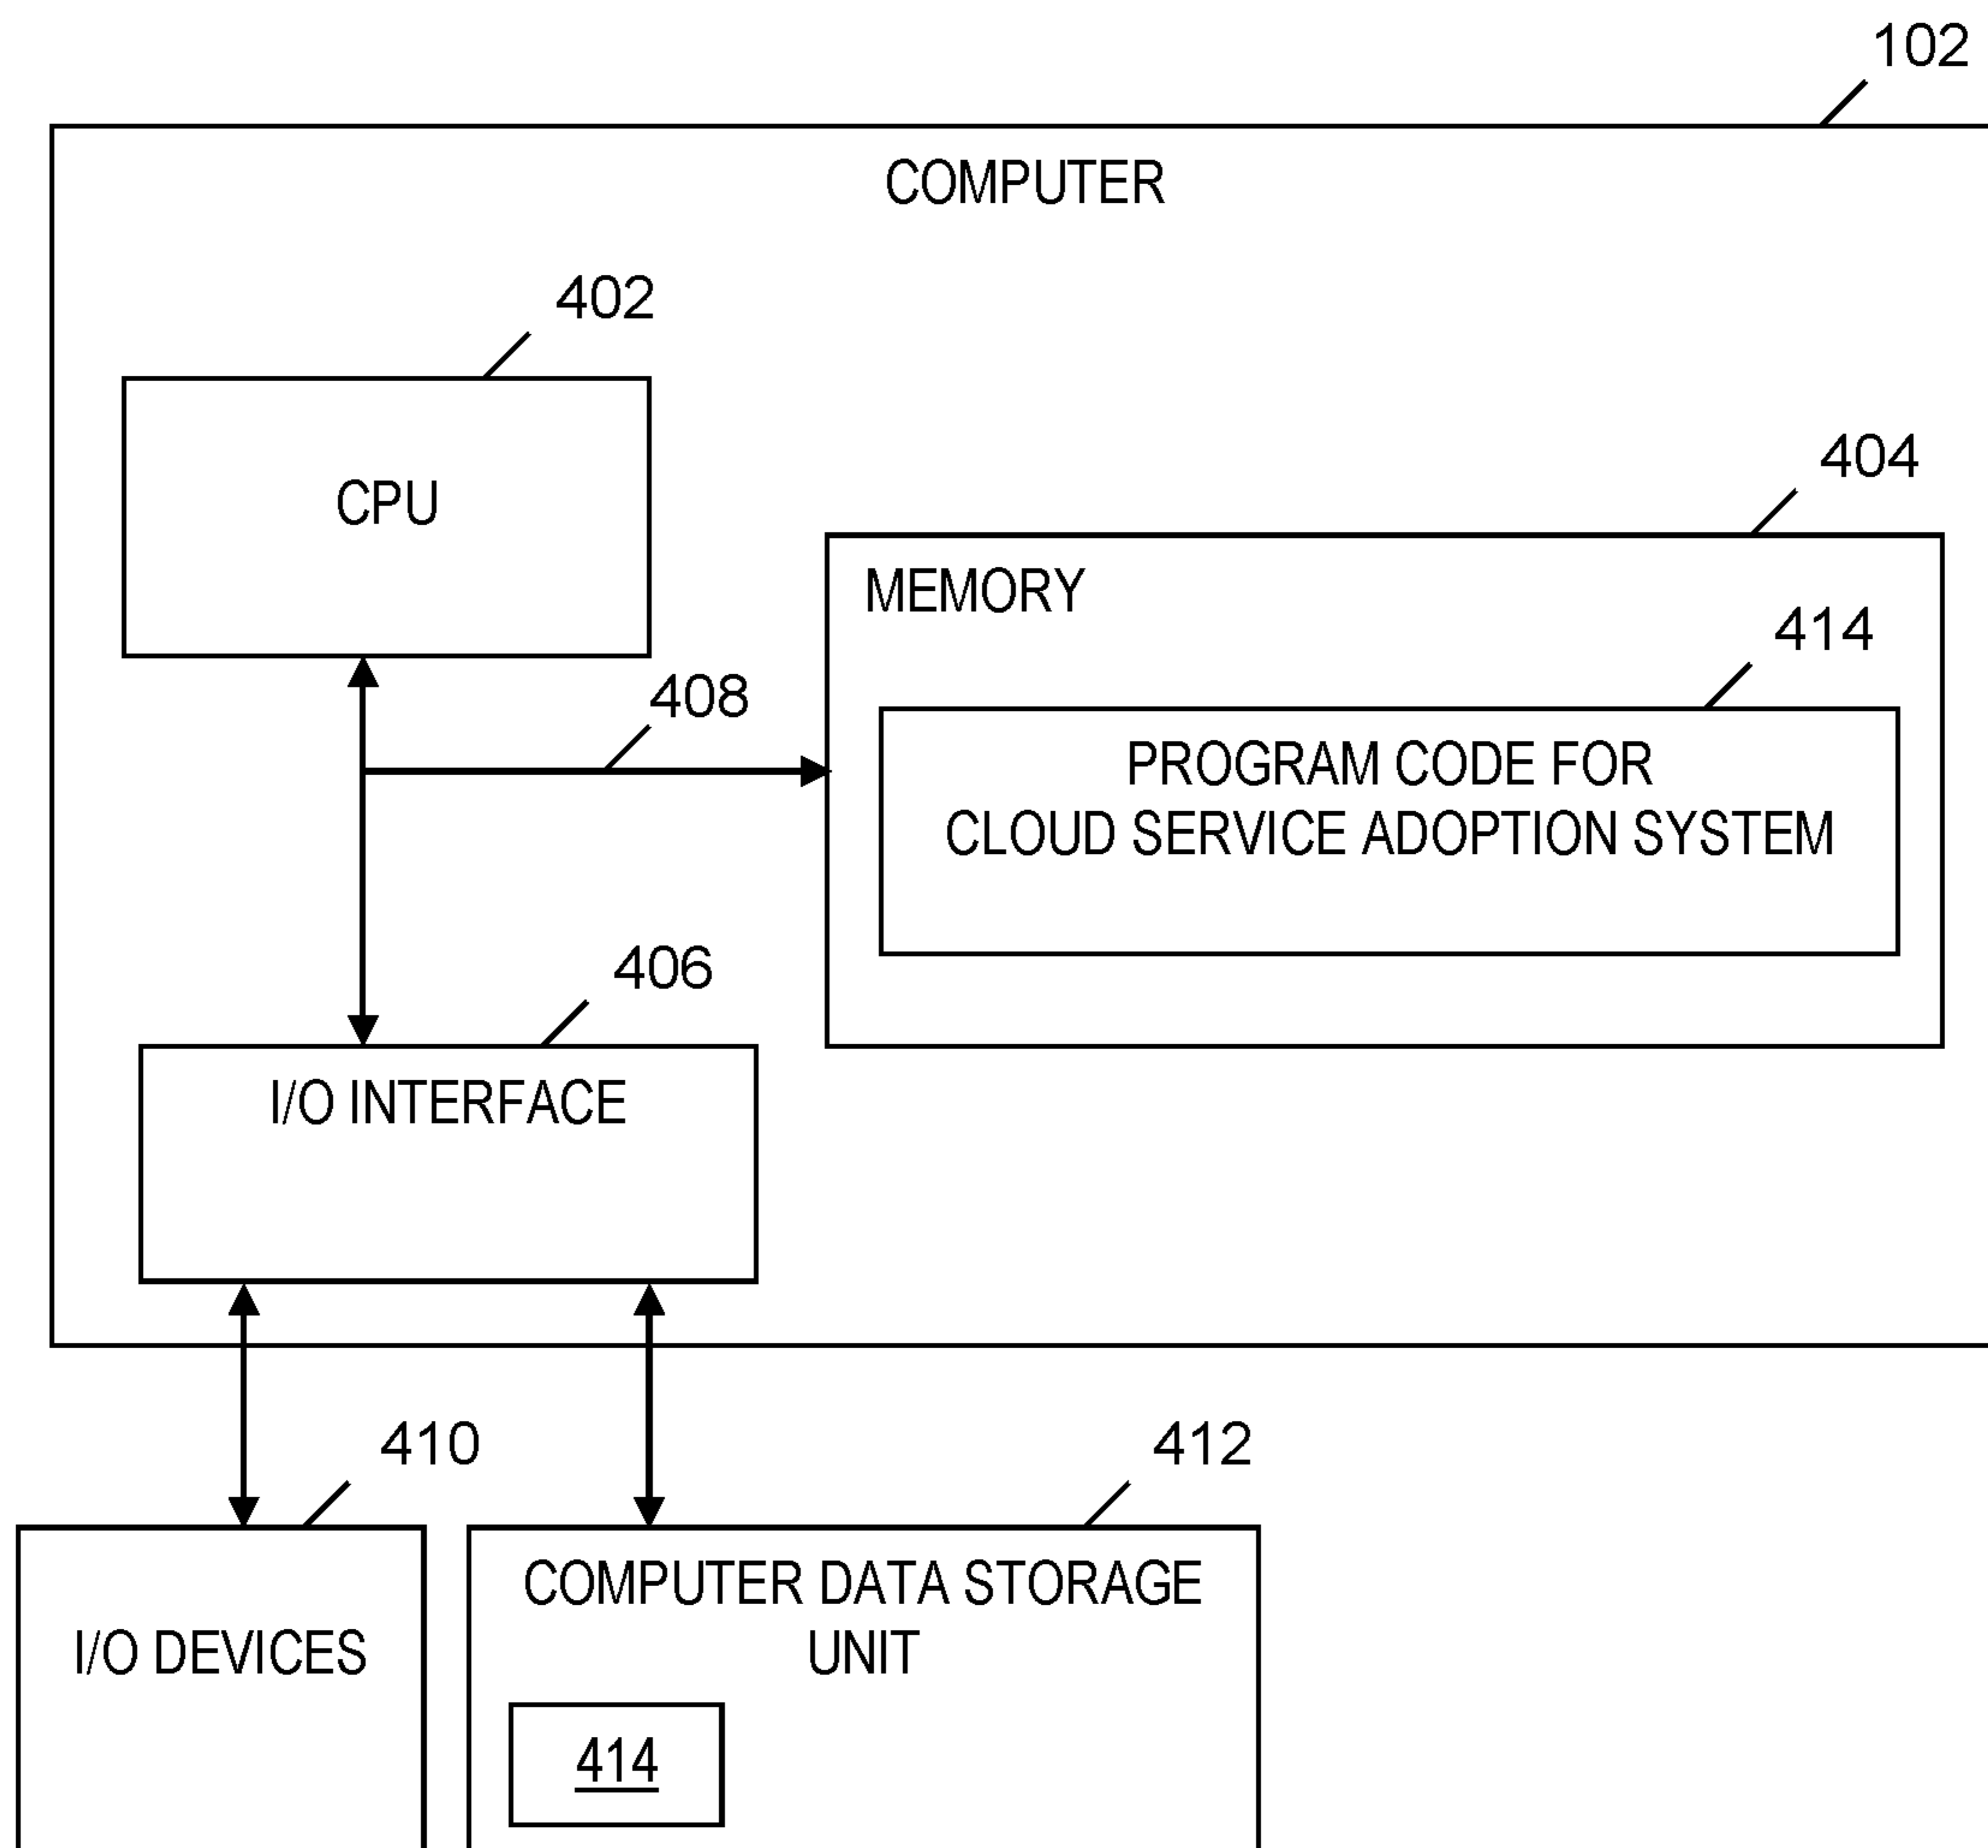 102
COMPUTER
402
CPU
404
MEMORY
414
408
PROGRAM CODE FOR
CLOUD SERVICE ADOPTION SYSTEM
406
I/O INTERFACE
410
412
I/O DEVICES
COMPUTER DATA STORAGE
UNIT
414